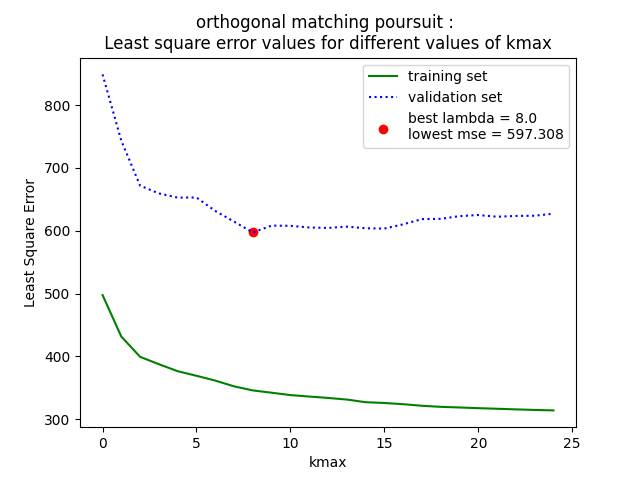 orthogonal matching poursuit :
Least square error values for different values of kmax
training set
validation set
best lambda = 8.0
lowest mse = 597.308
Least Square Error
800
700
600
500
400
300
0 5 10 15 20 25
kmax